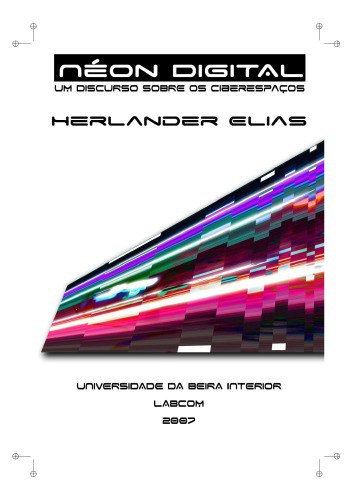 NÉON DIGITAL
UM DISCURSO SOBRE OS CIBERESPAÇOS
HERLANDER ELIAS
UNIVERSIDADE DA BEIRA INTERIOR
LABCOM
2007